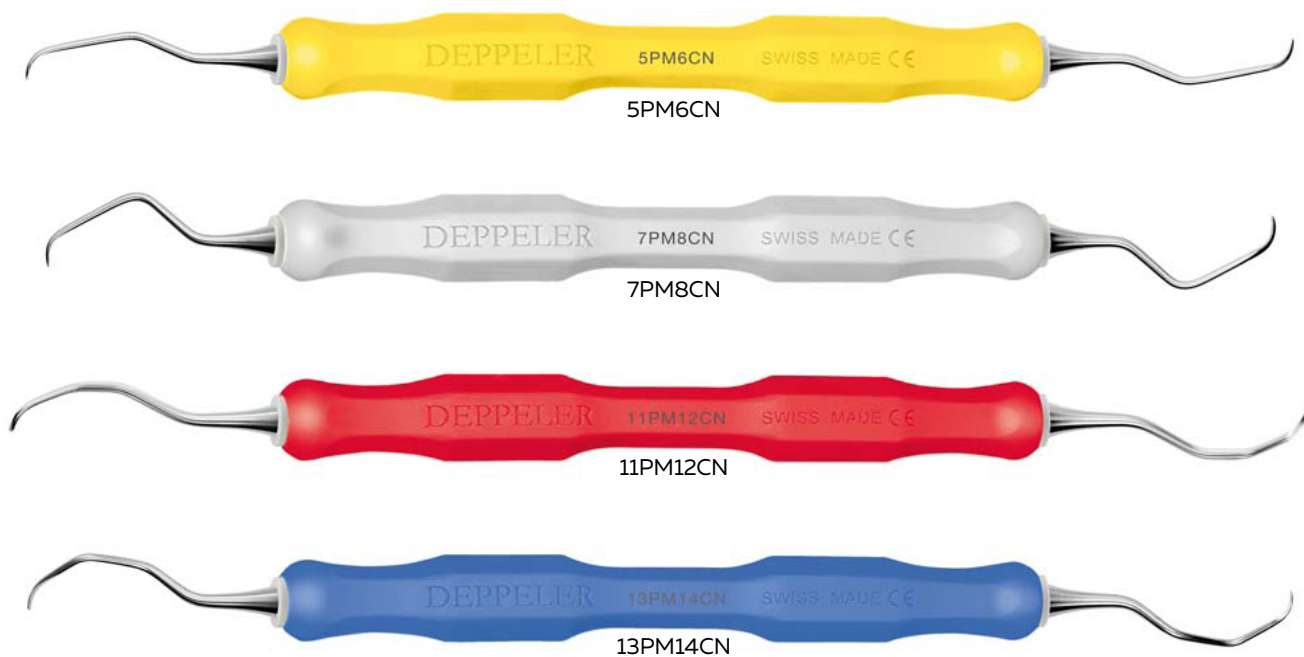 DEPPELER 5PM6CN SWISS MADE CE
5PM6CN
DEPPELER 7PM8CN SWISS MADE CE
7PM8CN
DEPPELER 11PM12CN SWISS MADE CE
11PM12CN
DEPPELER 13PM14CN SWISS MADE CE
13PM14CN